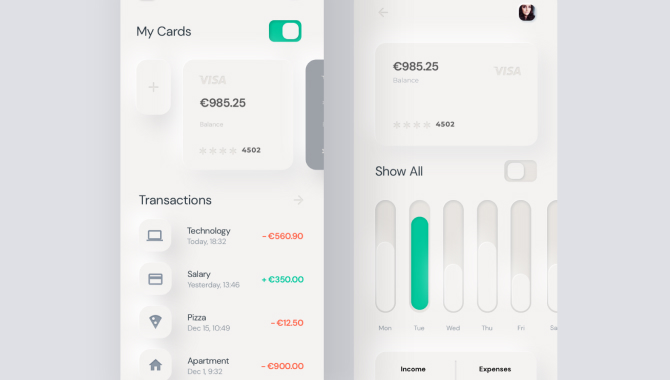 My Cards
VISA
€985.25
Balance
**** 4502
Transactions
Technology
Today, 18:32
-€560.90
Salary
Yesterday, 13:46
+€350.00
Pizza
Dec 15, 10:49
-€12.50
Apartment
Dec 1, 9:32
-€900.00
€985.25
Balance
VISA
**** 4502
Show All
Mon Tue Wed Thu Fri
Income Expenses